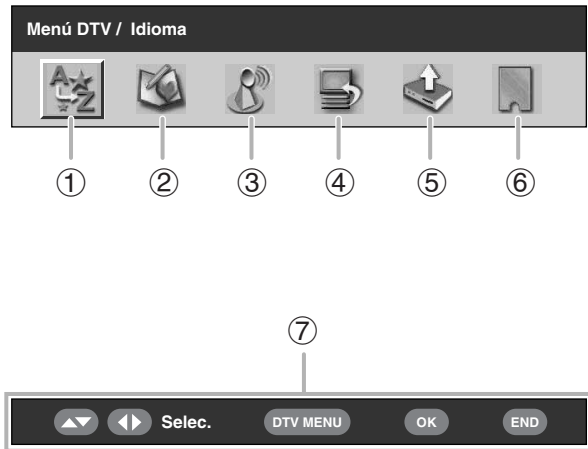 Menú DTV / Idioma
① ② ③ ④ ⑤ ⑥
⑦
Selec. DTV MENU OK END